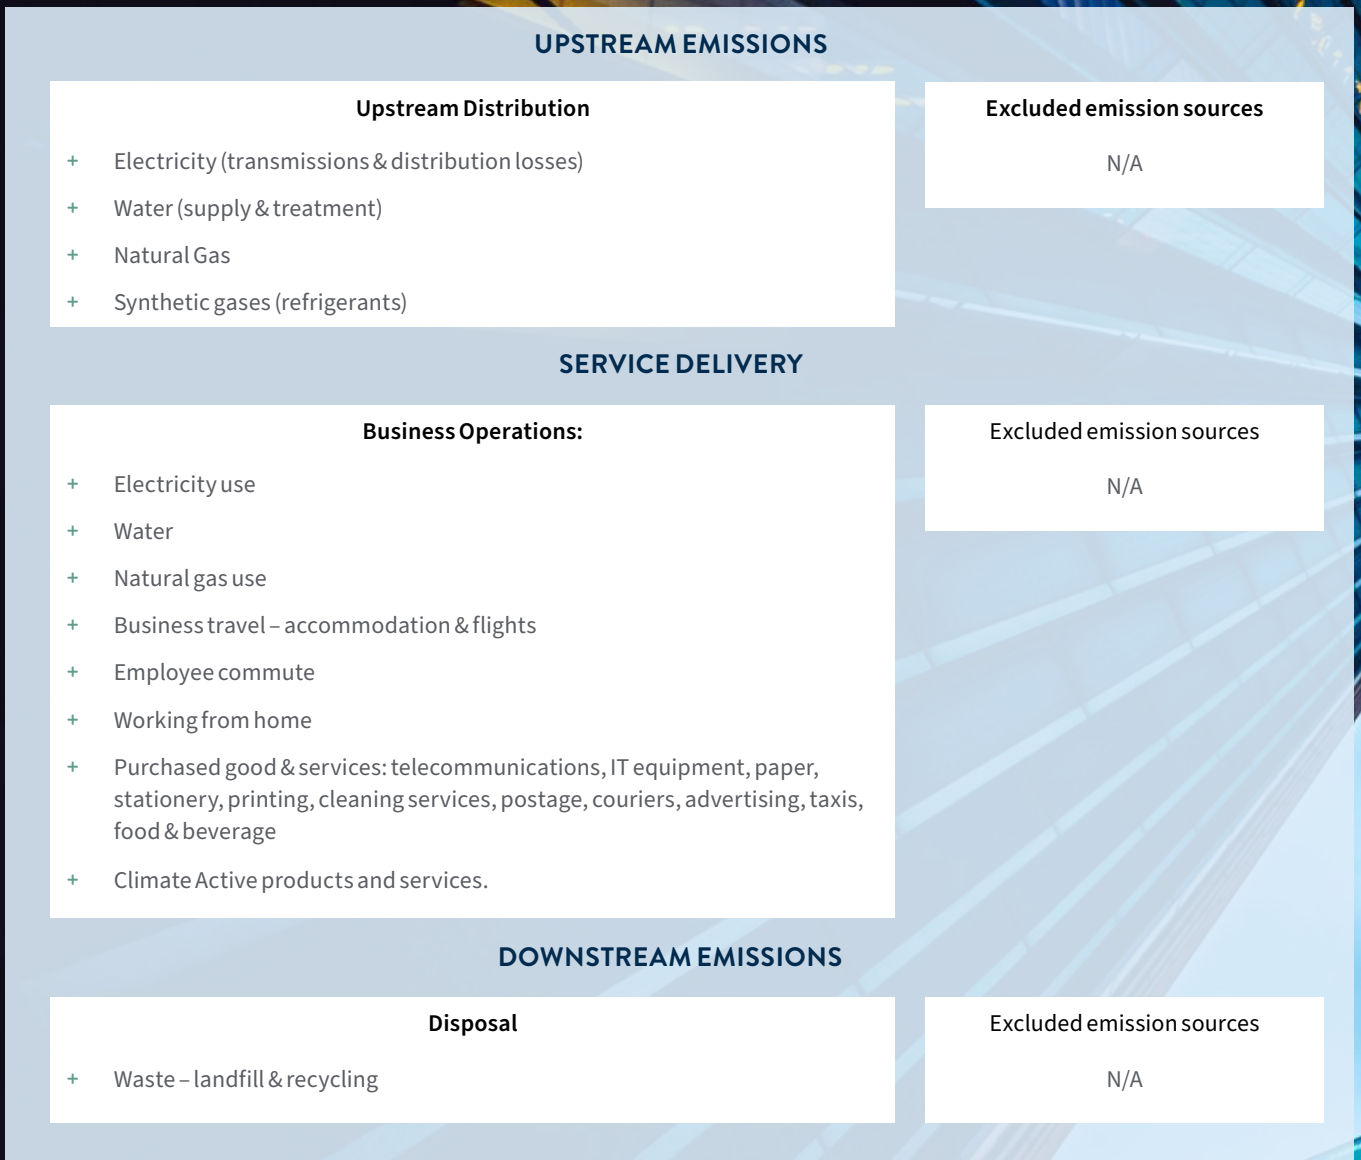 UPSTREAM EMISSIONS
Upstream Distribution
+ Electricity (transmissions & distribution losses)
+ Water (supply & treatment)
+ Natural Gas
+ Synthetic gases (refrigerants)
Excluded emission sources
N/A
SERVICE DELIVERY
Business Operations:
+ Electricity use
+ Water
+ Natural gas use
+ Business travel – accommodation & flights
+ Employee commute
+ Working from home
+ Purchased good & services: telecommunications, IT equipment, paper,
stationery, printing, cleaning services, postage, couriers, advertising, taxis,
food & beverage
+ Climate Active products and services.
Excluded emission sources
N/A
DOWNSTREAM EMISSIONS
Disposal
+ Waste – landfill & recycling
Excluded emission sources
N/A